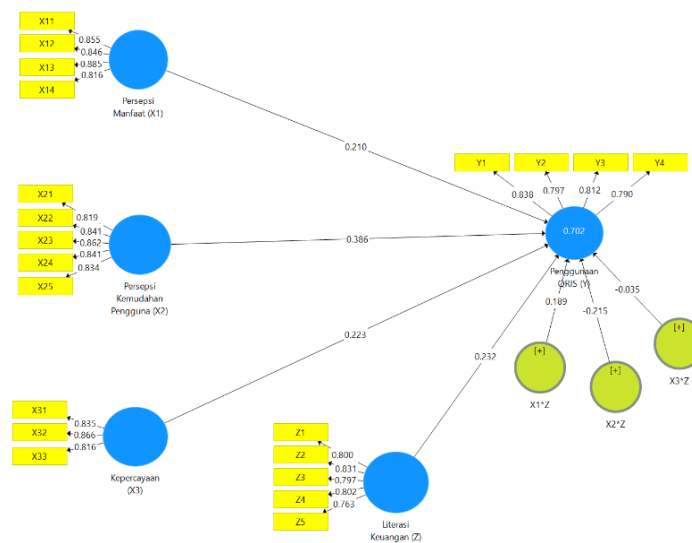 X11
X12
X13
X14
0.855
0.846
0.885
0.816
Persepsi
Manfaat (X1)
0.210
X21
X22
X23
X24
X25
0.819
0.841
0.862
0.841
0.834
Persepsi
Kemudahan
Pengguna (X2)
0.386
X31
X32
X33
0.835
0.866
0.816
Kepercayaan
(X3)
0.223
Z1
Z2
Z3
Z4
Z5
0.800
0.831
0.797
0.802
0.763
Literasi
Keuangan (Z)
0.232
Y1
Y2
Y3
Y4
0.838
0.797
0.812
0.790
0.702
Penggunaan
QRIS (Y)
0.189
-0.215
-0.035
[+]
X1*Z
[+]
X2*Z
[+]
X3*Z